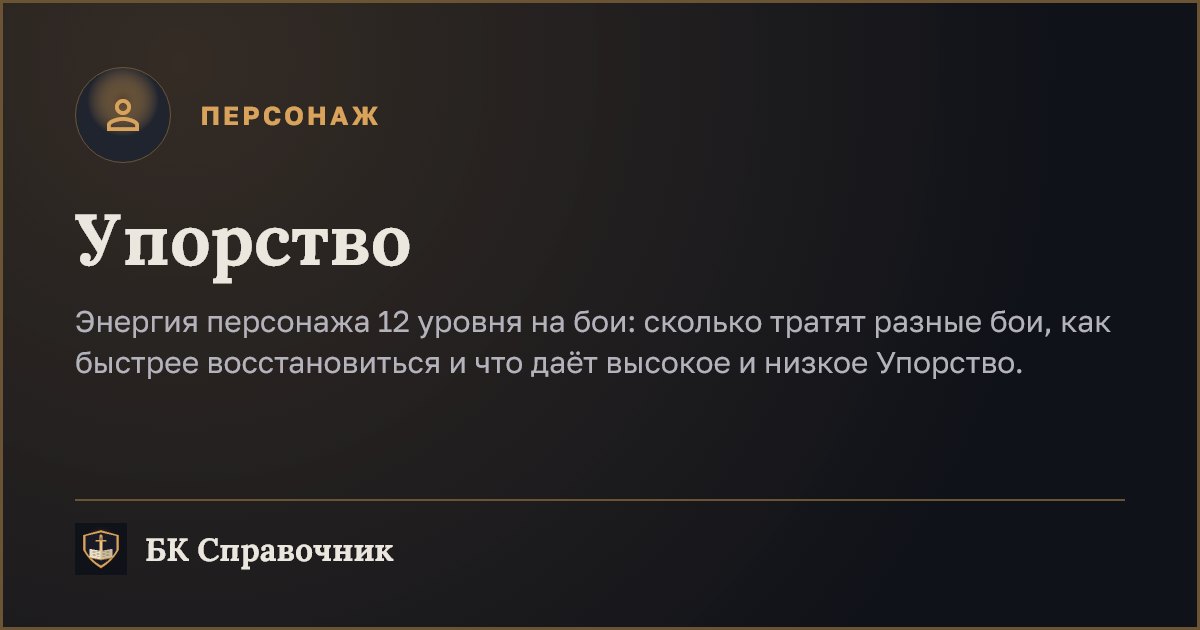 ПЕРСОНАЖ
Упорство
Энергия персонажа 12 уровня на бои: сколько тратят разные бои, как
быстрее восстановиться и что даёт высокое и низкое Упорство.
БК Справочник